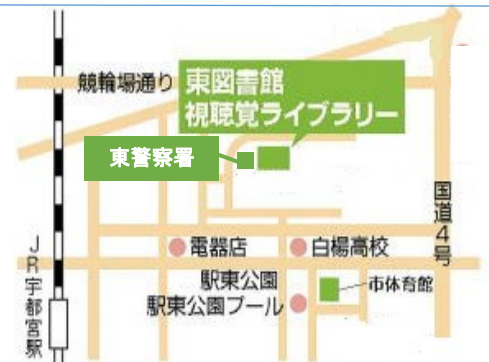 競輪場通り
東図書館
視聴覚ライブラリー
東警察署
国道4号
電器店
白楊高校
JR宇都宮駅
駅東公園
駅東公園プール
市体育館